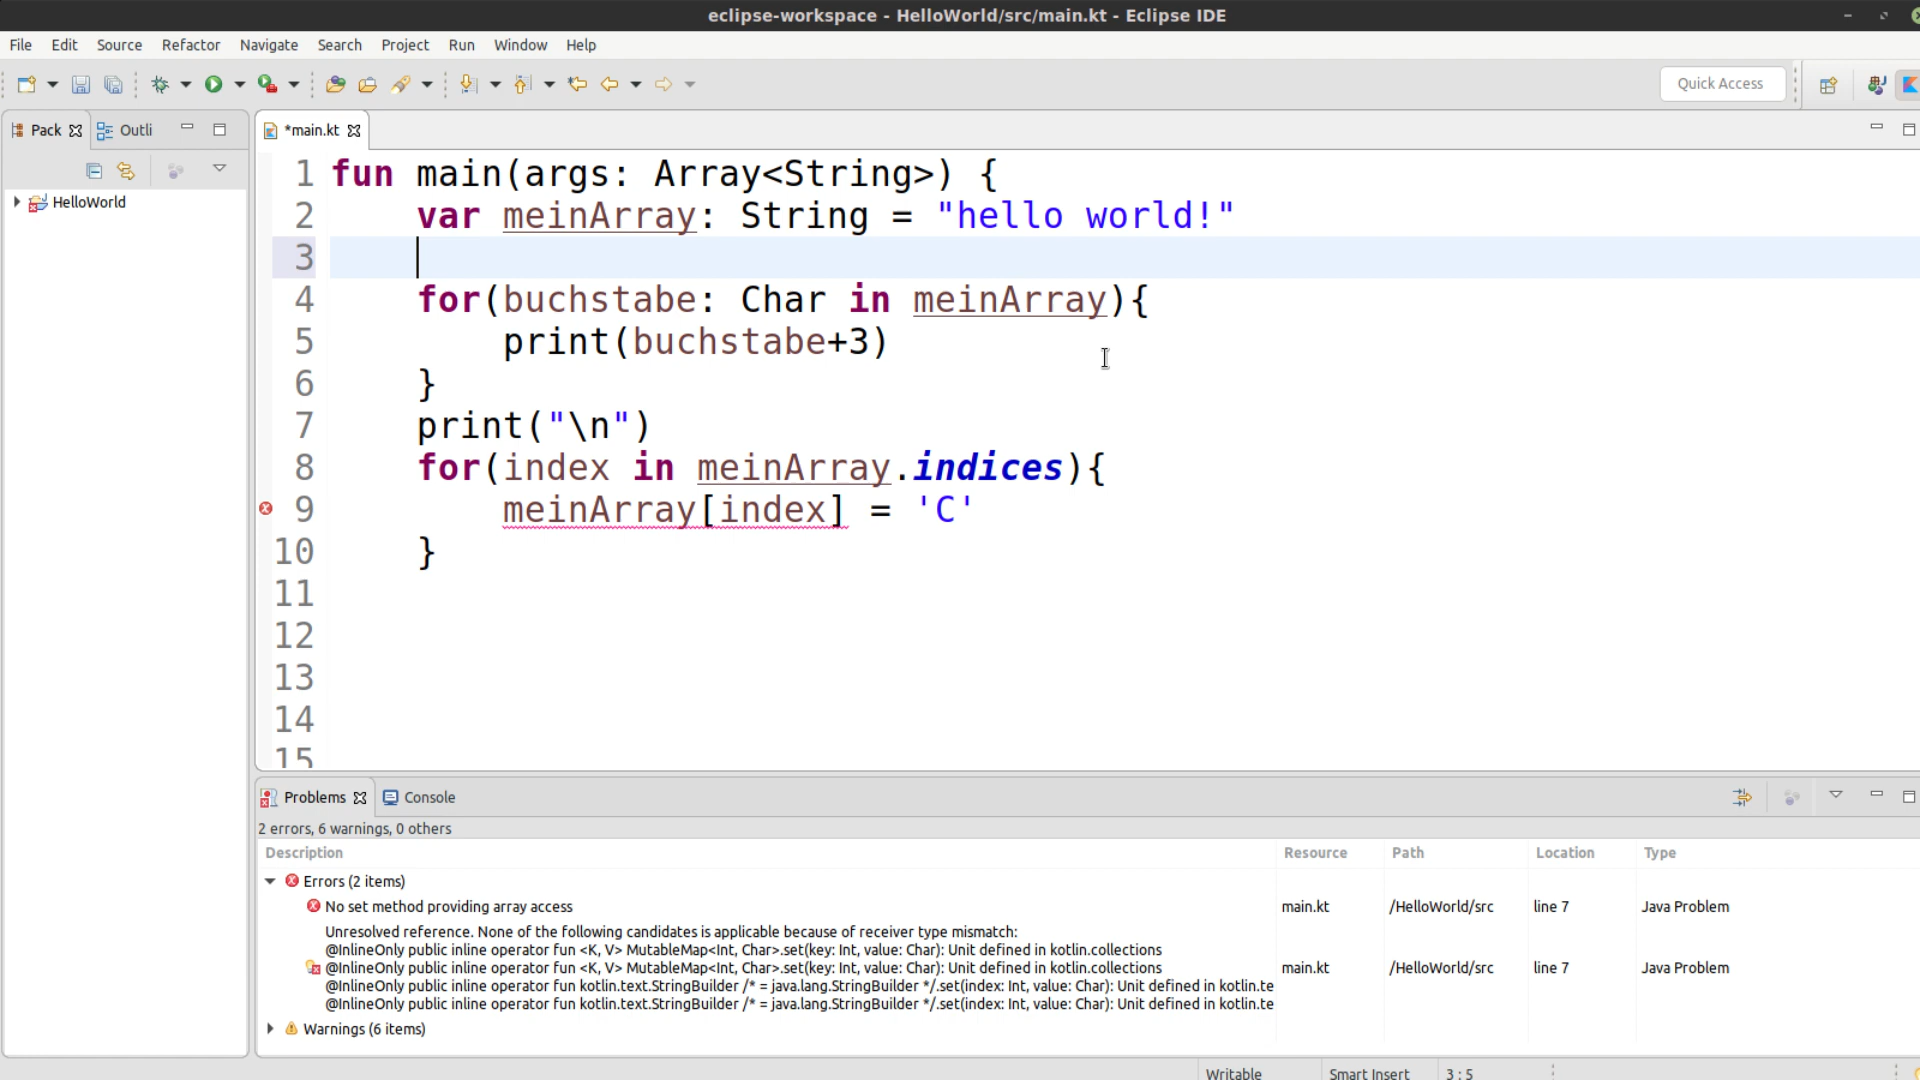 eclipse-workspace - HelloWorld/src/main.kt - Eclipse IDE
File Edit Source Refactor Navigate Search Project Run Window Help
Quick Access
Pack Outli
*main.kt
HelloWorld
1 fun main(args: Array<String>) {
2 var meinArray: String = "hello world!"
3
4 for(buchstabe: Char in meinArray){
5 print(buchstabe+3)
6 }
7 print("\n")
8 for(index in meinArray.indices){
9 meinArray[index] = 'C'
10 }
11
12
13
14
15
Problems Console
2 errors, 6 warnings, 0 others
Description Resource Path Location Type
Errors (2 items)
No set method providing array access main.kt /HelloWorld/src line 7 Java Problem
Unresolved reference. None of the following candidates is applicable because of receiver type mismatch:
@InlineOnly public inline operator fun <K, V> MutableMap<Int, Char>.set(key: Int, value: Char): Unit defined in kotlin.collections
@InlineOnly public inline operator fun <K, V> MutableMap<Int, Char>.set(key: Int, value: Char): Unit defined in kotlin.collections main.kt /HelloWorld/src line 7 Java Problem
@InlineOnly public inline operator fun kotlin.text.StringBuilder /* = java.lang.StringBuilder */.set(index: Int, value: Char): Unit defined in kotlin.te
@InlineOnly public inline operator fun kotlin.text.StringBuilder /* = java.lang.StringBuilder */.set(index: Int, value: Char): Unit defined in kotlin.te
Warnings (6 items)
Writable Smart Insert 3 : 5